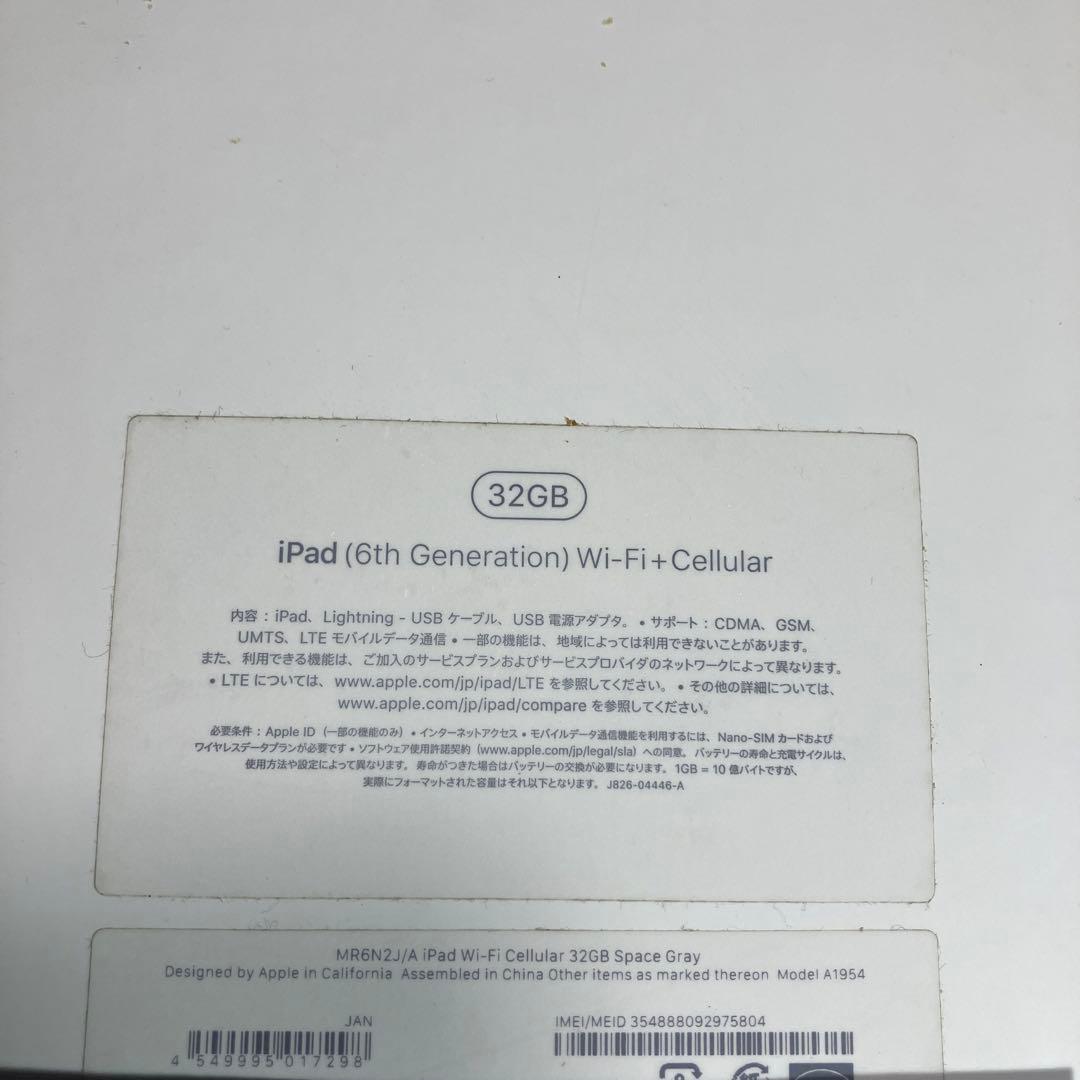 32GB
iPad (6th Generation) Wi-Fi + Cellular
内容：iPad、Lightning - USB ケーブル、USB 電源アダプタ。• サポート：CDMA、GSM、
UMTS、LTE モバイルデータ通信 • 一部の機能は、地域によっては利用できないことがあります。
また、利用できる機能は、ご加入のサービスプランおよびサービスプロバイダのネットワークによって異なります。
• LTE については、www.apple.com/jp/ipad/LTE を参照してください。• その他の詳細については、
www.apple.com/jp/ipad/compare を参照してください。
必要条件：Apple ID（一部の機能のみ）• インターネットアクセス • モバイルデータ通信機能を利用するには、Nano-SIM カードおよび
ワイヤレスデータプランが必要です • ソフトウェア使用許諾契約（www.apple.com/jp/legal/sla）への同意。バッテリーの寿命と充電サイクルは、
使用方法や設定によって異なります。寿命がつきた場合はバッテリーの交換が必要になります。1GB = 10 億バイトですが、
実際にフォーマットされた容量はそれ以下となります。J826-04446-A
MR6N2J/A iPad Wi-Fi Cellular 32GB Space Gray
Designed by Apple in California Assembled in China Other items as marked thereon Model A1954
JAN
4 549995 017298
IMEI/MEID 354888092975804